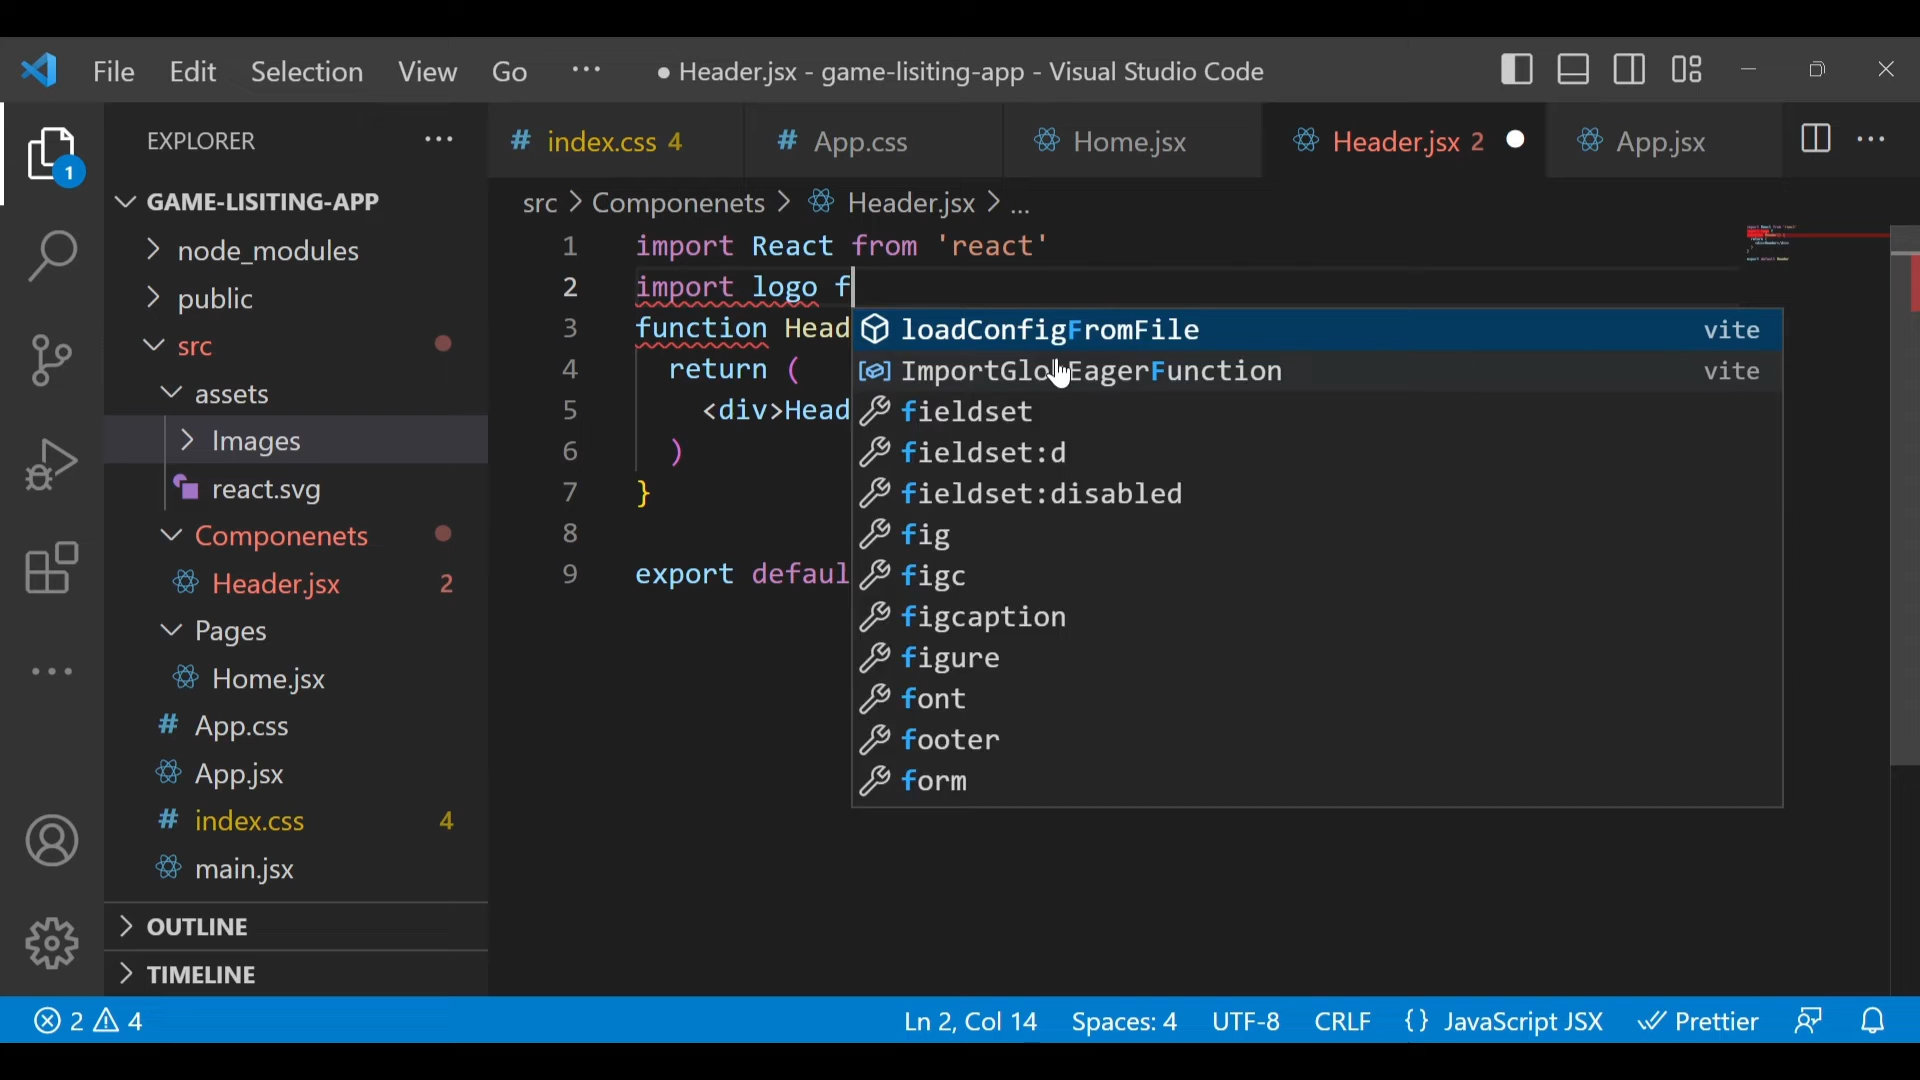 File Edit Selection View Go ··· ● Header.jsx - game-lisiting-app - Visual Studio Code
EXPLORER ···
# index.css 4 # App.css Home.jsx Header.jsx 2 ● App.jsx ···
1
GAME-LISITING-APP
node_modules
public
src
assets
Images
react.svg
Componenets
Header.jsx 2
Pages
Home.jsx
# App.css
App.jsx
# index.css 4
main.jsx
OUTLINE
TIMELINE
src > Componenets > Header.jsx > ...
1 import React from 'react'
2 import logo f
3 function Head
4 return (
5 <div>Head
6 )
7 }
8
9 export defaul
loadConfigFromFile vite
ImportGlo EagerFunction vite
fieldset
fieldset:d
fieldset:disabled
fig
figc
figcaption
figure
font
footer
form
2 4 Ln 2, Col 14 Spaces: 4 UTF-8 CRLF {} JavaScript JSX Prettier